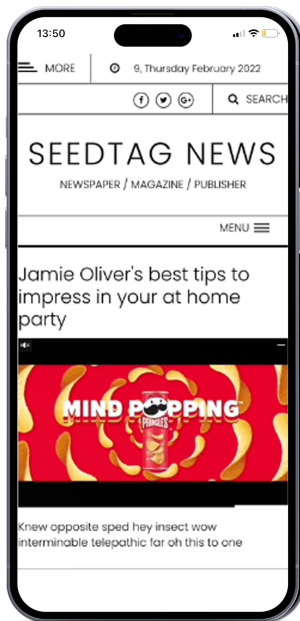 13:50
MORE
9, Thursday February 2022
SEARCH
SEEDTAG NEWS
NEWSPAPER / MAGAZINE / PUBLISHER
MENU
Jamie Oliver's best tips to
impress in your at home
party
MIND POPPING
PRINGLES
Knew opposite sped hey insect wow
interminable telepathic far oh this to one